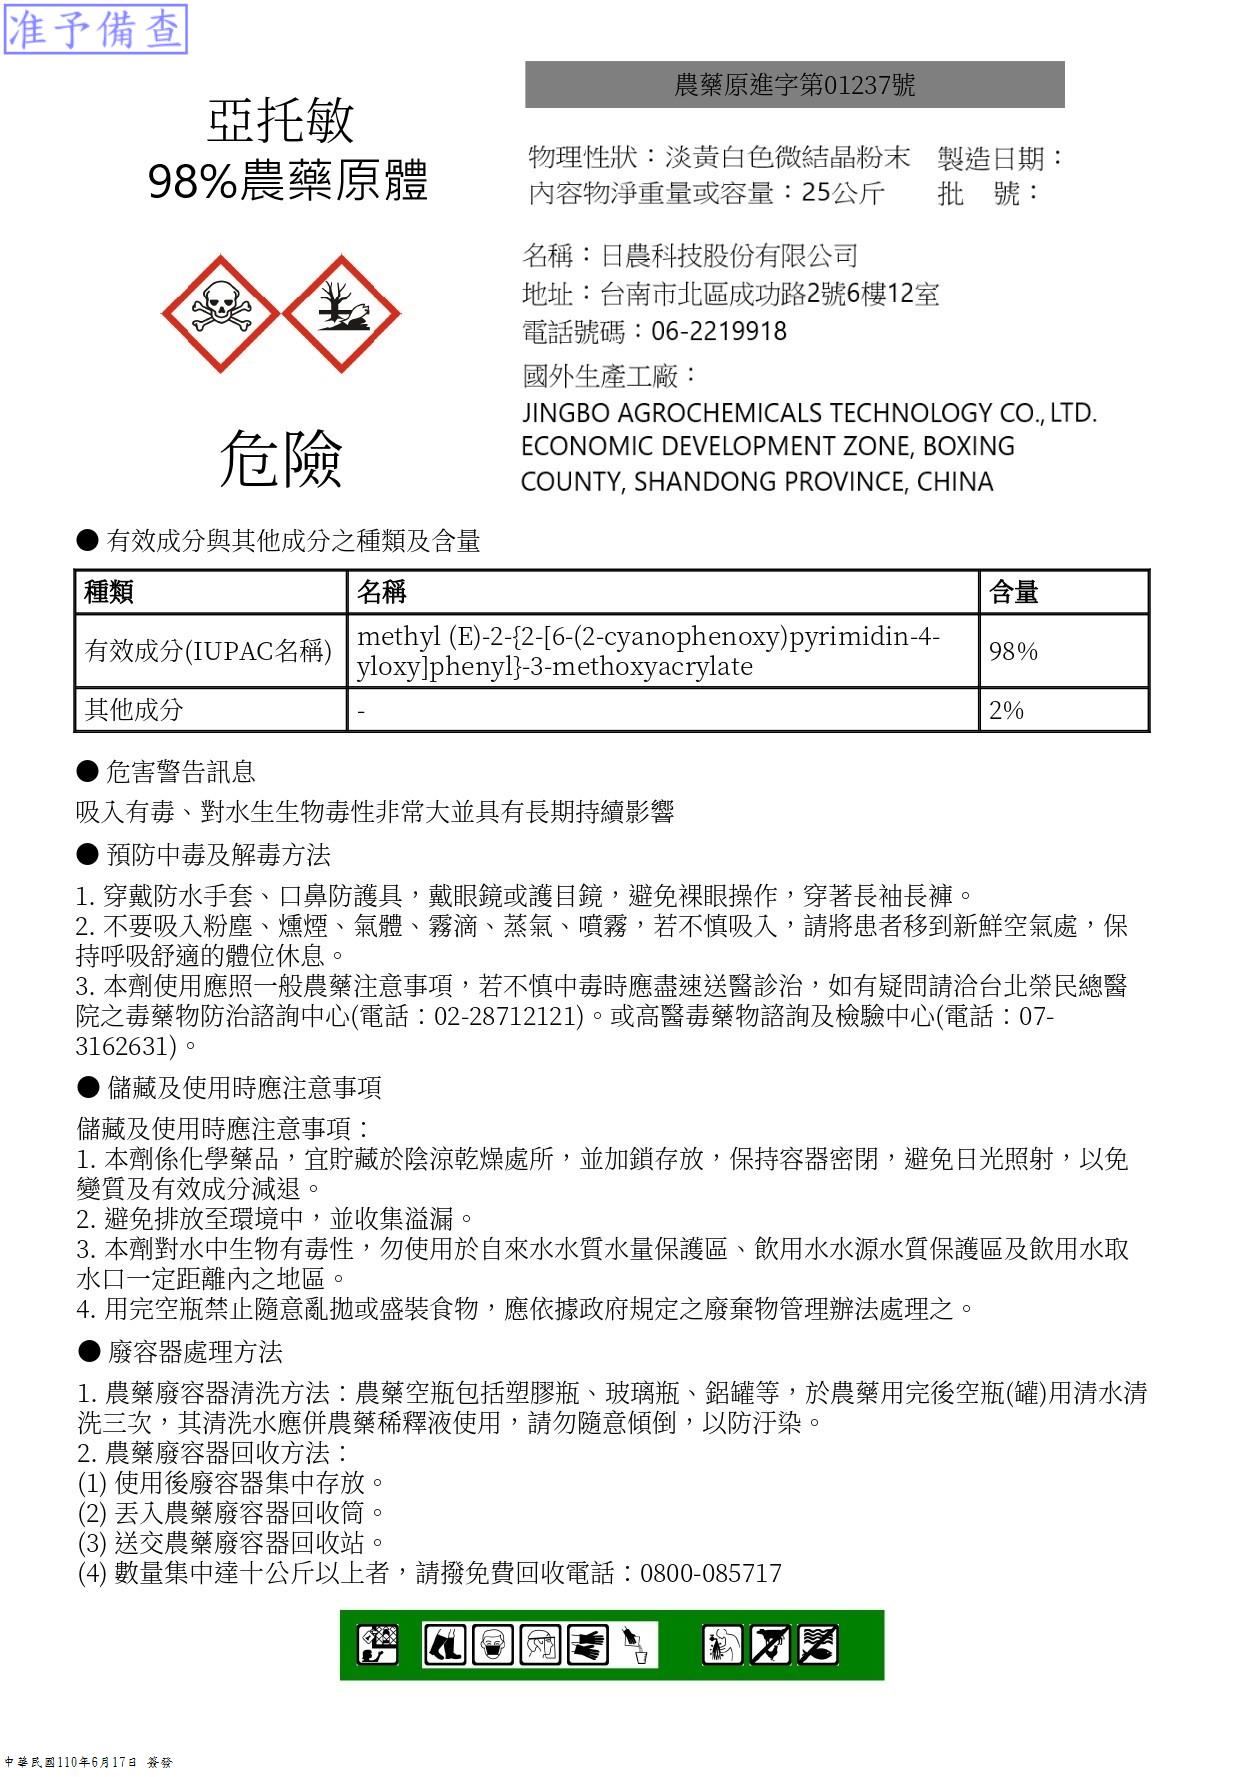 准予備查
農藥原進字第01237號
亞托敏
98%農藥原體
危險
物理性狀：淡黃白色微結晶粉末 製造日期：
內容物淨重量或容量：25公斤 批 號：
名稱：日農科技股份有限公司
地址：台南市北區成功路2號6樓12室
電話號碼：06-2219918
國外生產工廠：
JINGBO AGROCHEMICALS TECHNOLOGY CO., LTD.
ECONOMIC DEVELOPMENT ZONE, BOXING
COUNTY, SHANDONG PROVINCE, CHINA
● 有效成分與其他成分之種類及含量
種類 名稱 含量
有效成分(IUPAC名稱) methyl (E)-2-{2-[6-(2-cyanophenoxy)pyrimidin-4- 98%
yloxy]phenyl}-3-methoxyacrylate
其他成分 - 2%
● 危害警告訊息
吸入有毒、對水生生物毒性非常大並具有長期持續影響
● 預防中毒及解毒方法
1. 穿戴防水手套、口鼻防護具，戴眼鏡或護目鏡，避免裸眼操作，穿著長袖長褲。
2. 不要吸入粉塵、燻煙、氣體、霧滴、蒸氣、噴霧，若不慎吸入，請將患者移到新鮮空氣處，保
持呼吸舒適的體位休息。
3. 本劑使用應照一般農藥注意事項，若不慎中毒時應盡速送醫診治，如有疑問請洽台北榮民總醫
院之毒藥物防治諮詢中心(電話：02-28712121)。或高醫毒藥物諮詢及檢驗中心(電話：07-
3162631)。
● 儲藏及使用時應注意事項
儲藏及使用時應注意事項：
1. 本劑係化學藥品，宜貯藏於陰涼乾燥處所，並加鎖存放，保持容器密閉，避免日光照射，以免
變質及有效成分減退。
2. 避免排放至環境中，並收集溢漏。
3. 本劑對水中生物有毒性，勿使用於自來水水質水量保護區、飲用水水源水質保護區及飲用水取
水口一定距離內之地區。
4. 用完空瓶禁止隨意亂拋或盛裝食物，應依據政府規定之廢棄物管理辦法處理之。
● 廢容器處理方法
1. 農藥廢容器清洗方法：農藥空瓶包括塑膠瓶、玻璃瓶、鋁罐等，於農藥用完後空瓶(罐)用清水清
洗三次，其清洗水應併農藥稀釋液使用，請勿隨意傾倒，以防汙染。
2. 農藥廢容器回收方法：
(1) 使用後廢容器集中存放。
(2) 丟入農藥廢容器回收筒。
(3) 送交農藥廢容器回收站。
(4) 數量集中達十公斤以上者，請撥免費回收電話：0800-085717
中華民國110年6月17日 簽發